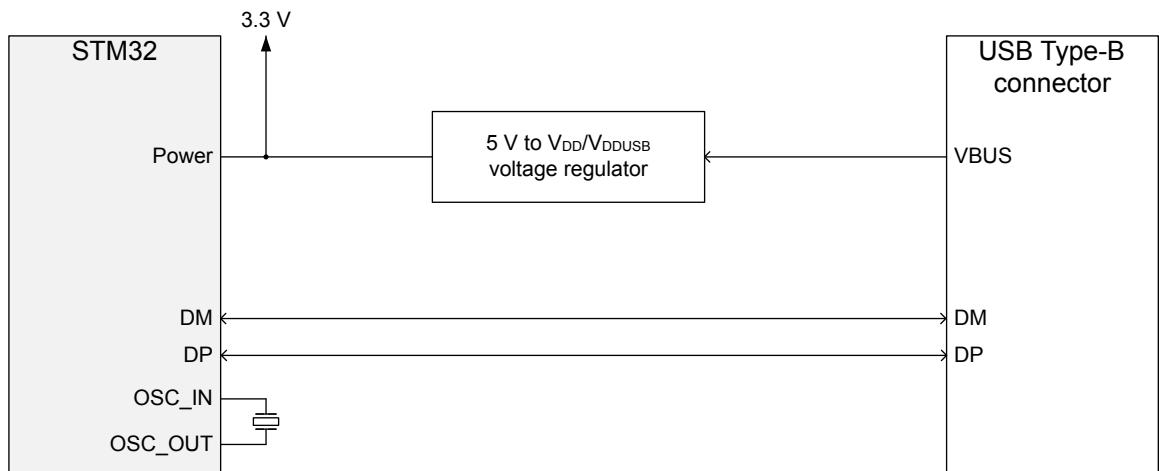 3.3 V
STM32
USB Type-B
connector
5 V to VDD/VDDUSB
voltage regulator
Power
VBUS
DM
DM
DP
DP
OSC_IN
OSC_OUT